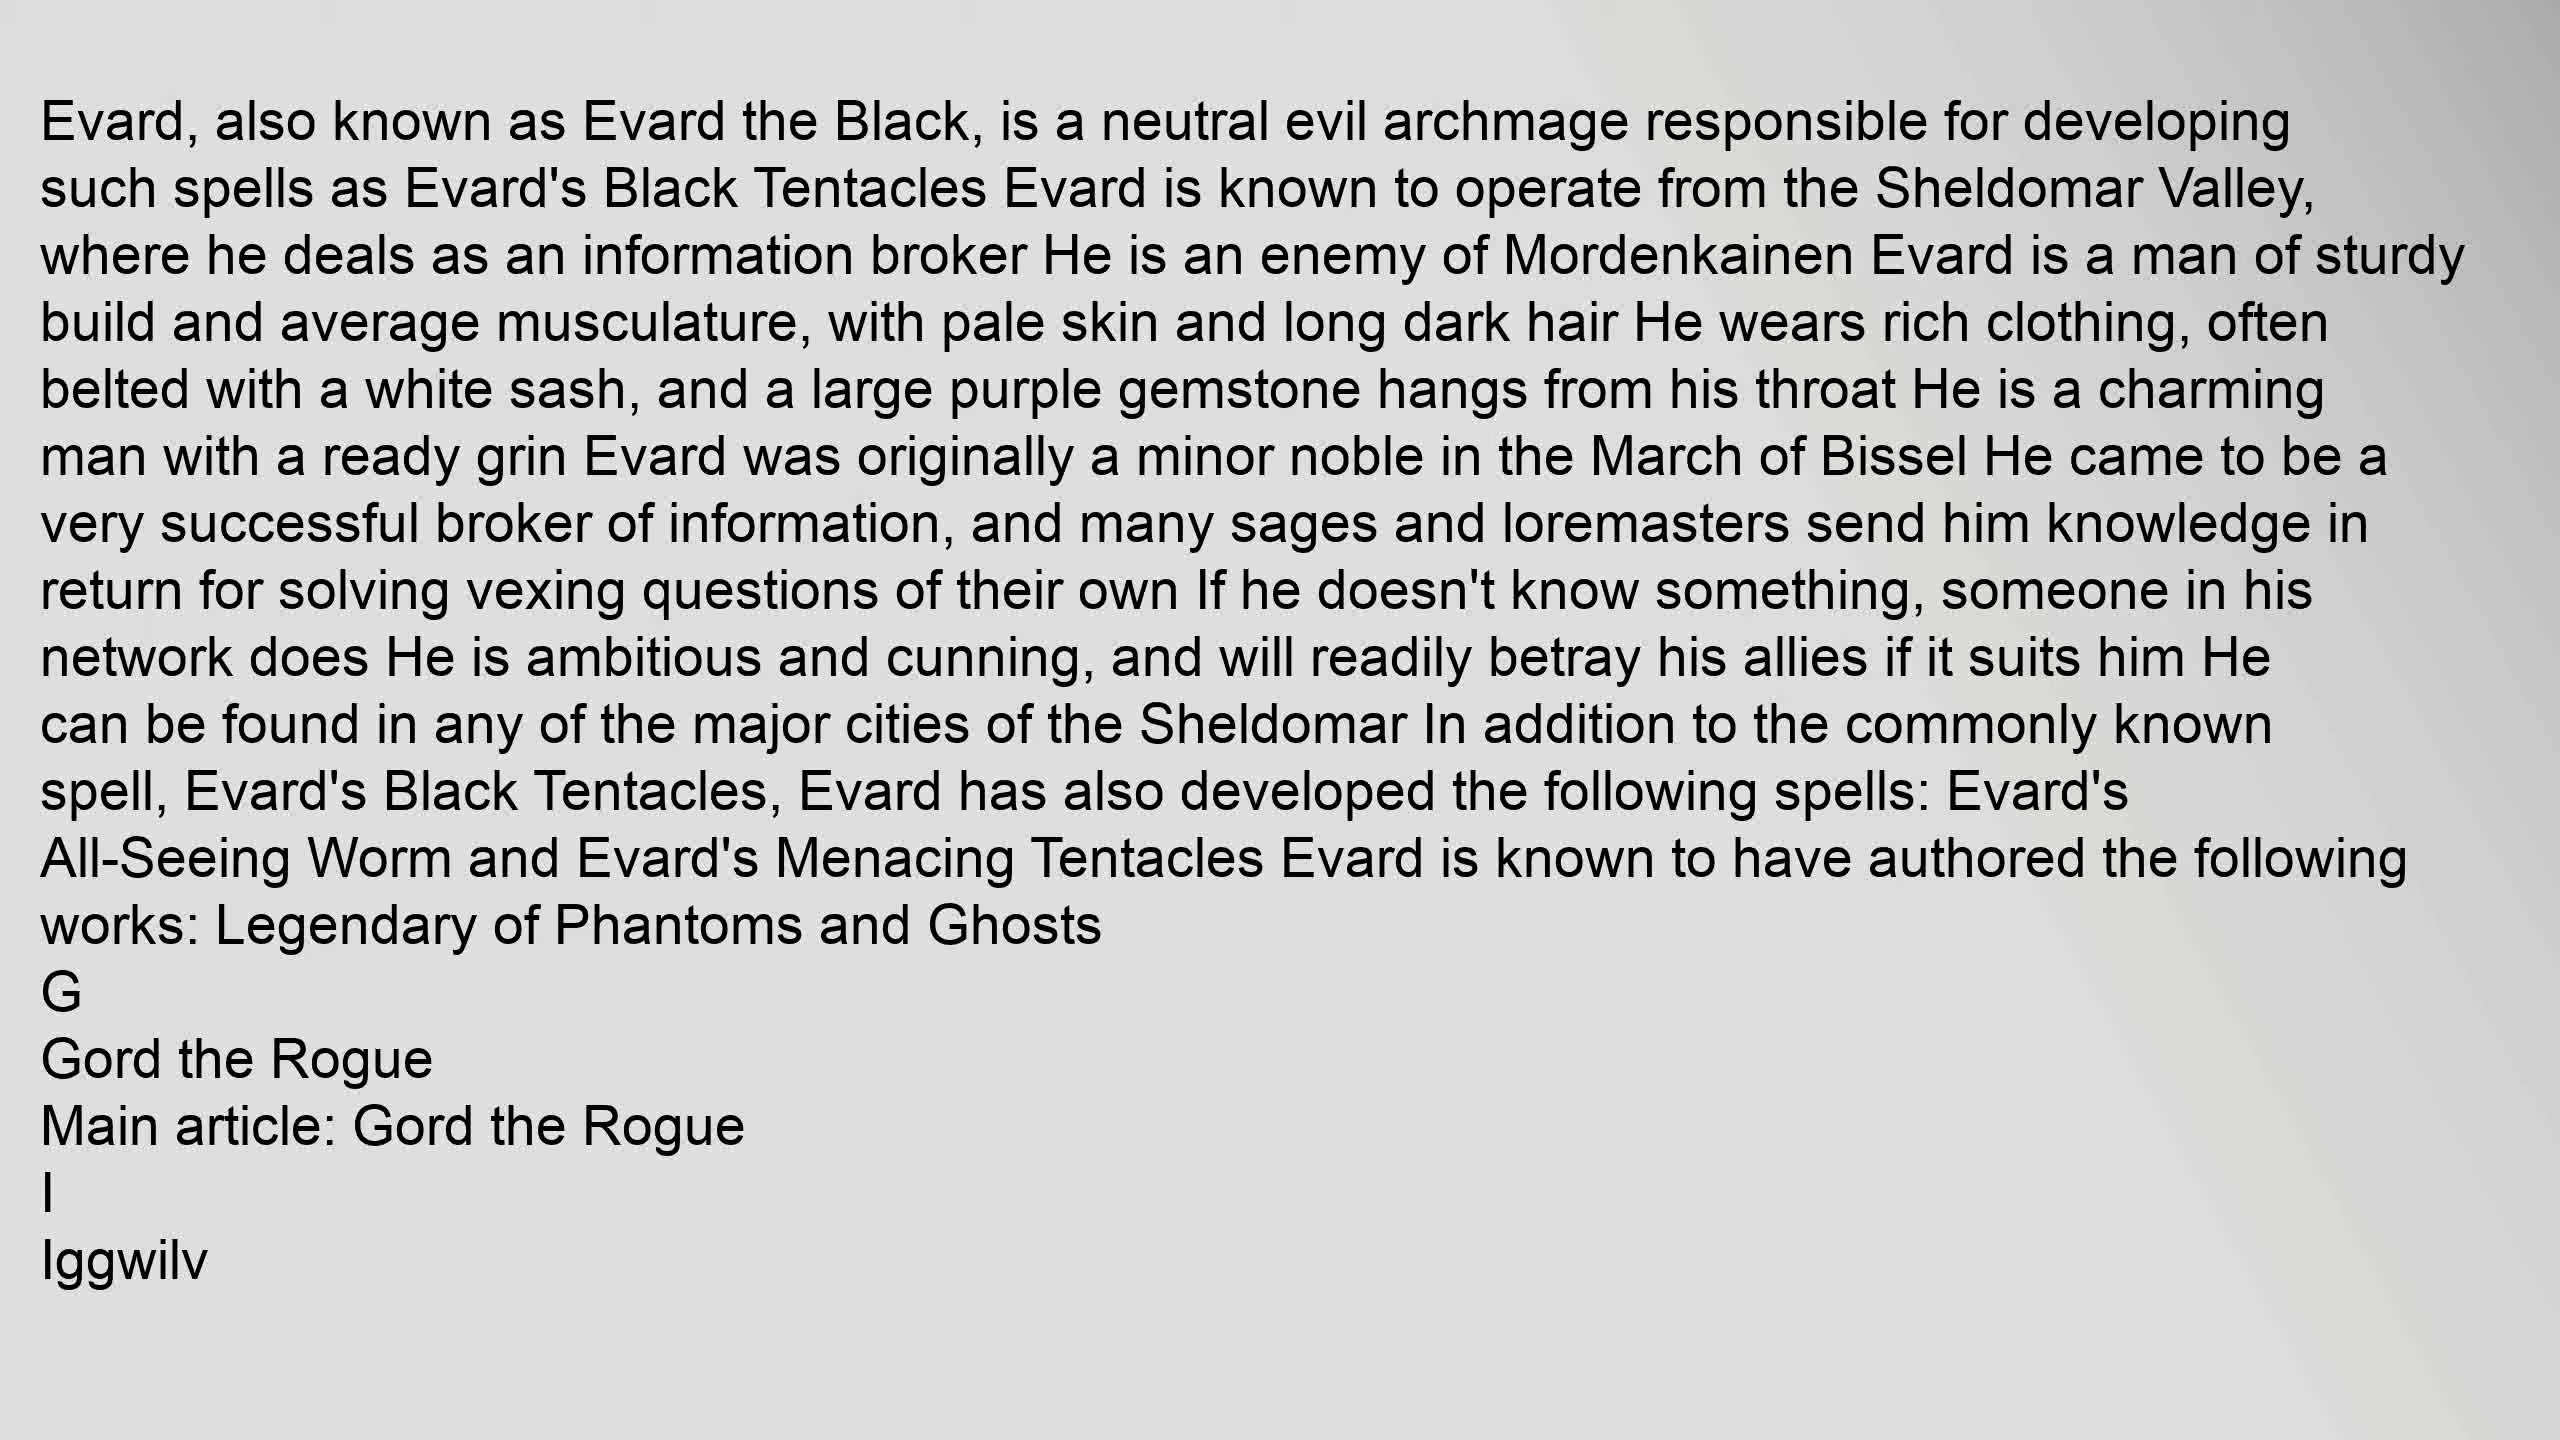 Evard, also known as Evard the Black, is a neutral evil archmage responsible for developing
such spells as Evard's Black Tentacles Evard is known to operate from the Sheldomar Valley,
where he deals as an information broker He is an enemy of Mordenkainen Evard is a man of sturdy
build and average musculature, with pale skin and long dark hair He wears rich clothing, often
belted with a white sash, and a large purple gemstone hangs from his throat He is a charming
man with a ready grin Evard was originally a minor noble in the March of Bissel He came to be a
very successful broker of information, and many sages and loremasters send him knowledge in
return for solving vexing questions of their own If he doesn't know something, someone in his
network does He is ambitious and cunning, and will readily betray his allies if it suits him He
can be found in any of the major cities of the Sheldomar In addition to the commonly known
spell, Evard's Black Tentacles, Evard has also developed the following spells: Evard's
All-Seeing Worm and Evard's Menacing Tentacles Evard is known to have authored the following
works: Legendary of Phantoms and Ghosts
G
Gord the Rogue
Main article: Gord the Rogue
I
Iggwilv